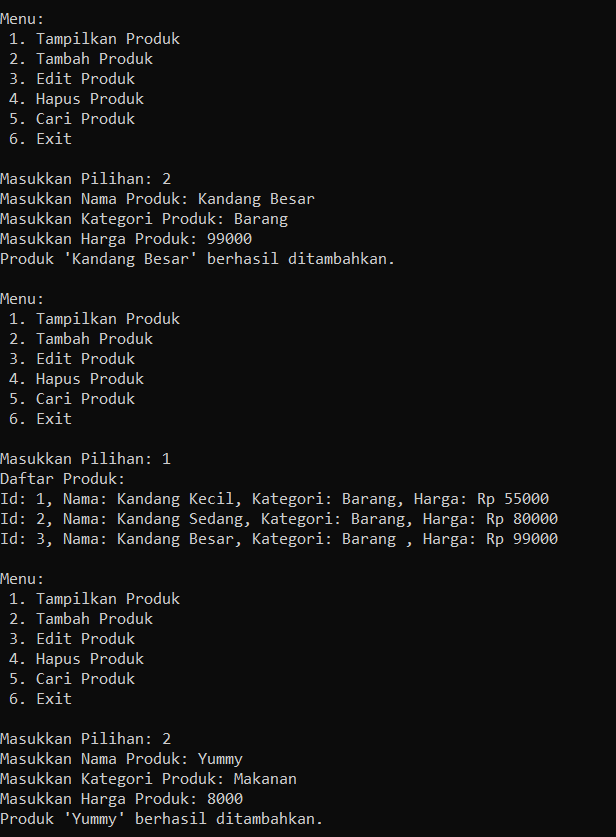 Menu:
1. Tampilkan Produk
2. Tambah Produk
3. Edit Produk
4. Hapus Produk
5. Cari Produk
6. Exit
Masukkan Pilihan: 2
Masukkan Nama Produk: Kandang Besar
Masukkan Kategori Produk: Barang
Masukkan Harga Produk: 99000
Produk 'Kandang Besar' berhasil ditambahkan.
Menu:
1. Tampilkan Produk
2. Tambah Produk
3. Edit Produk
4. Hapus Produk
5. Cari Produk
6. Exit
Masukkan Pilihan: 1
Daftar Produk:
Id: 1, Nama: Kandang Kecil, Kategori: Barang, Harga: Rp 55000
Id: 2, Nama: Kandang Sedang, Kategori: Barang, Harga: Rp 80000
Id: 3, Nama: Kandang Besar, Kategori: Barang , Harga: Rp 99000
Menu:
1. Tampilkan Produk
2. Tambah Produk
3. Edit Produk
4. Hapus Produk
5. Cari Produk
6. Exit
Masukkan Pilihan: 2
Masukkan Nama Produk: Yummy
Masukkan Kategori Produk: Makanan
Masukkan Harga Produk: 8000
Produk 'Yummy' berhasil ditambahkan.